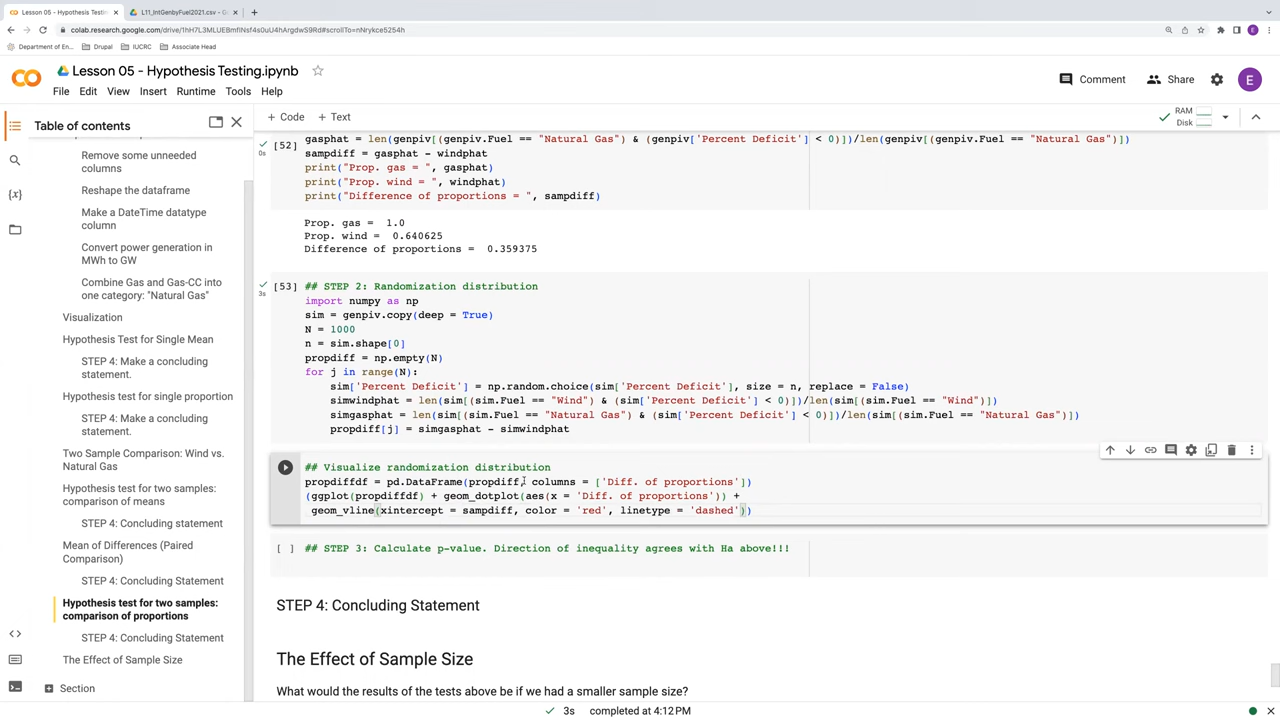 Lesson 05 - Hypothesis Testing.ip
L11_IntGenbyFuel2021.csv - D
colab.research.google.com/drive/1hH7L3MLUEBmfINsf4s0uU4hArgdwS9Rd#scrollTo=nNrykce5254h
Department of En...
Drupal
IUCRC
Associate Head
Lesson 05 - Hypothesis Testing.ipynb
Comment
Share
E
File Edit View Insert Runtime Tools Help
Table of contents
+ Code + Text
RAM
Disk
Remove some unneeded
columns
Reshape the dataframe
Make a DateTime datatype
column
Convert power generation in
MWh to GW
Combine Gas and Gas-CC into
one category: "Natural Gas"
Visualization
Hypothesis Test for Single Mean
STEP 4: Make a concluding
statement.
Hypothesis test for single proportion
STEP 4: Make a concluding
statement.
Two Sample Comparison: Wind vs.
Natural Gas
Hypothesis test for two samples:
comparison of means
STEP 4: Concluding statement
Mean of Differences (Paired
Comparison)
STEP 4: Concluding Statement
Hypothesis test for two samples:
comparison of proportions
STEP 4: Concluding Statement
The Effect of Sample Size
Section
[52]
0s
gasphat = len(genpiv[(genpiv.Fuel == "Natural Gas") & (genpiv['Percent Deficit'] < 0)])/len(genpiv[(genpiv.Fuel == "Natural Gas")])
sampdiff = gasphat - windphat
print("Prop. gas = ", gasphat)
print("Prop. wind = ", windphat)
print("Difference of proportions = ", sampdiff)
Prop. gas = 1.0
Prop. wind = 0.640625
Difference of proportions = 0.359375
[53]
3s
## STEP 2: Randomization distribution
import numpy as np
sim = genpiv.copy(deep = True)
N = 1000
n = sim.shape[0]
propdiff = np.empty(N)
for j in range(N):
sim['Percent Deficit'] = np.random.choice(sim['Percent Deficit'], size = n, replace = False)
simwindphat = len(sim[(sim.Fuel == "Wind") & (sim['Percent Deficit'] < 0)])/len(sim[(sim.Fuel == "Wind")])
simgasphat = len(sim[(sim.Fuel == "Natural Gas") & (sim['Percent Deficit'] < 0)])/len(sim[(sim.Fuel == "Natural Gas")])
propdiff[j] = simgasphat - simwindphat
## Visualize randomization distribution
propdiffdf = pd.DataFrame(propdiff, columns = ['Diff. of proportions'])
(ggplot(propdiffdf) + geom_dotplot(aes(x = 'Diff. of proportions')) +
geom_vline(xintercept = sampdiff, color = 'red', linetype = 'dashed'))
[ ]
## STEP 3: Calculate p-value. Direction of inequality agrees with Ha above!!!
STEP 4: Concluding Statement
The Effect of Sample Size
What would the results of the tests above be if we had a smaller sample size?
3s completed at 4:12 PM